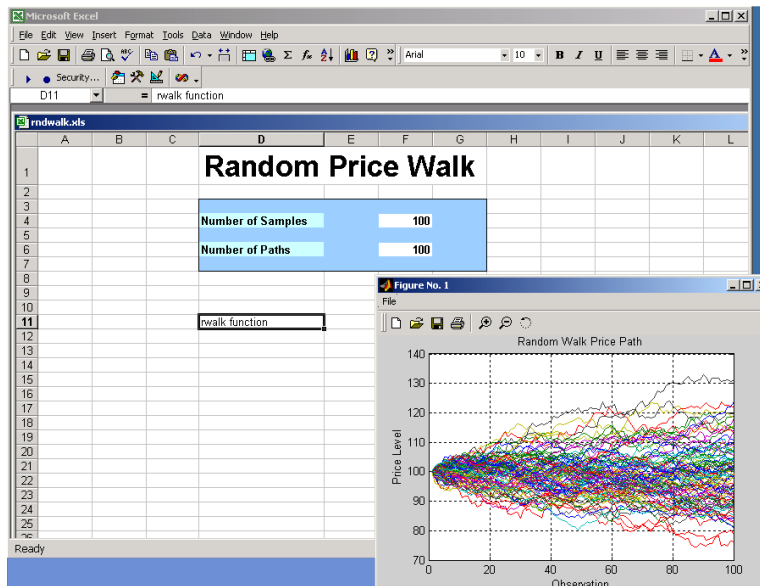 Microsoft Excel
File Edit View Insert Format Tools Data Window Help
Arial 10 B I U
Security...
D11 = rwalk function
rndwalk.xls
A B C D E F G H I J K L
1 Random Price Walk
2
3
4 Number of Samples 100
5
6 Number of Paths 100
7
8
9
10
11 rwalk function
12
13
14
15
16
17
18
19
20
21
22
23
24
25
26
Ready
Figure No. 1
File
Random Walk Price Path
Price Level
140
130
120
110
100
90
80
70
0 20 40 60 80 100
Observation